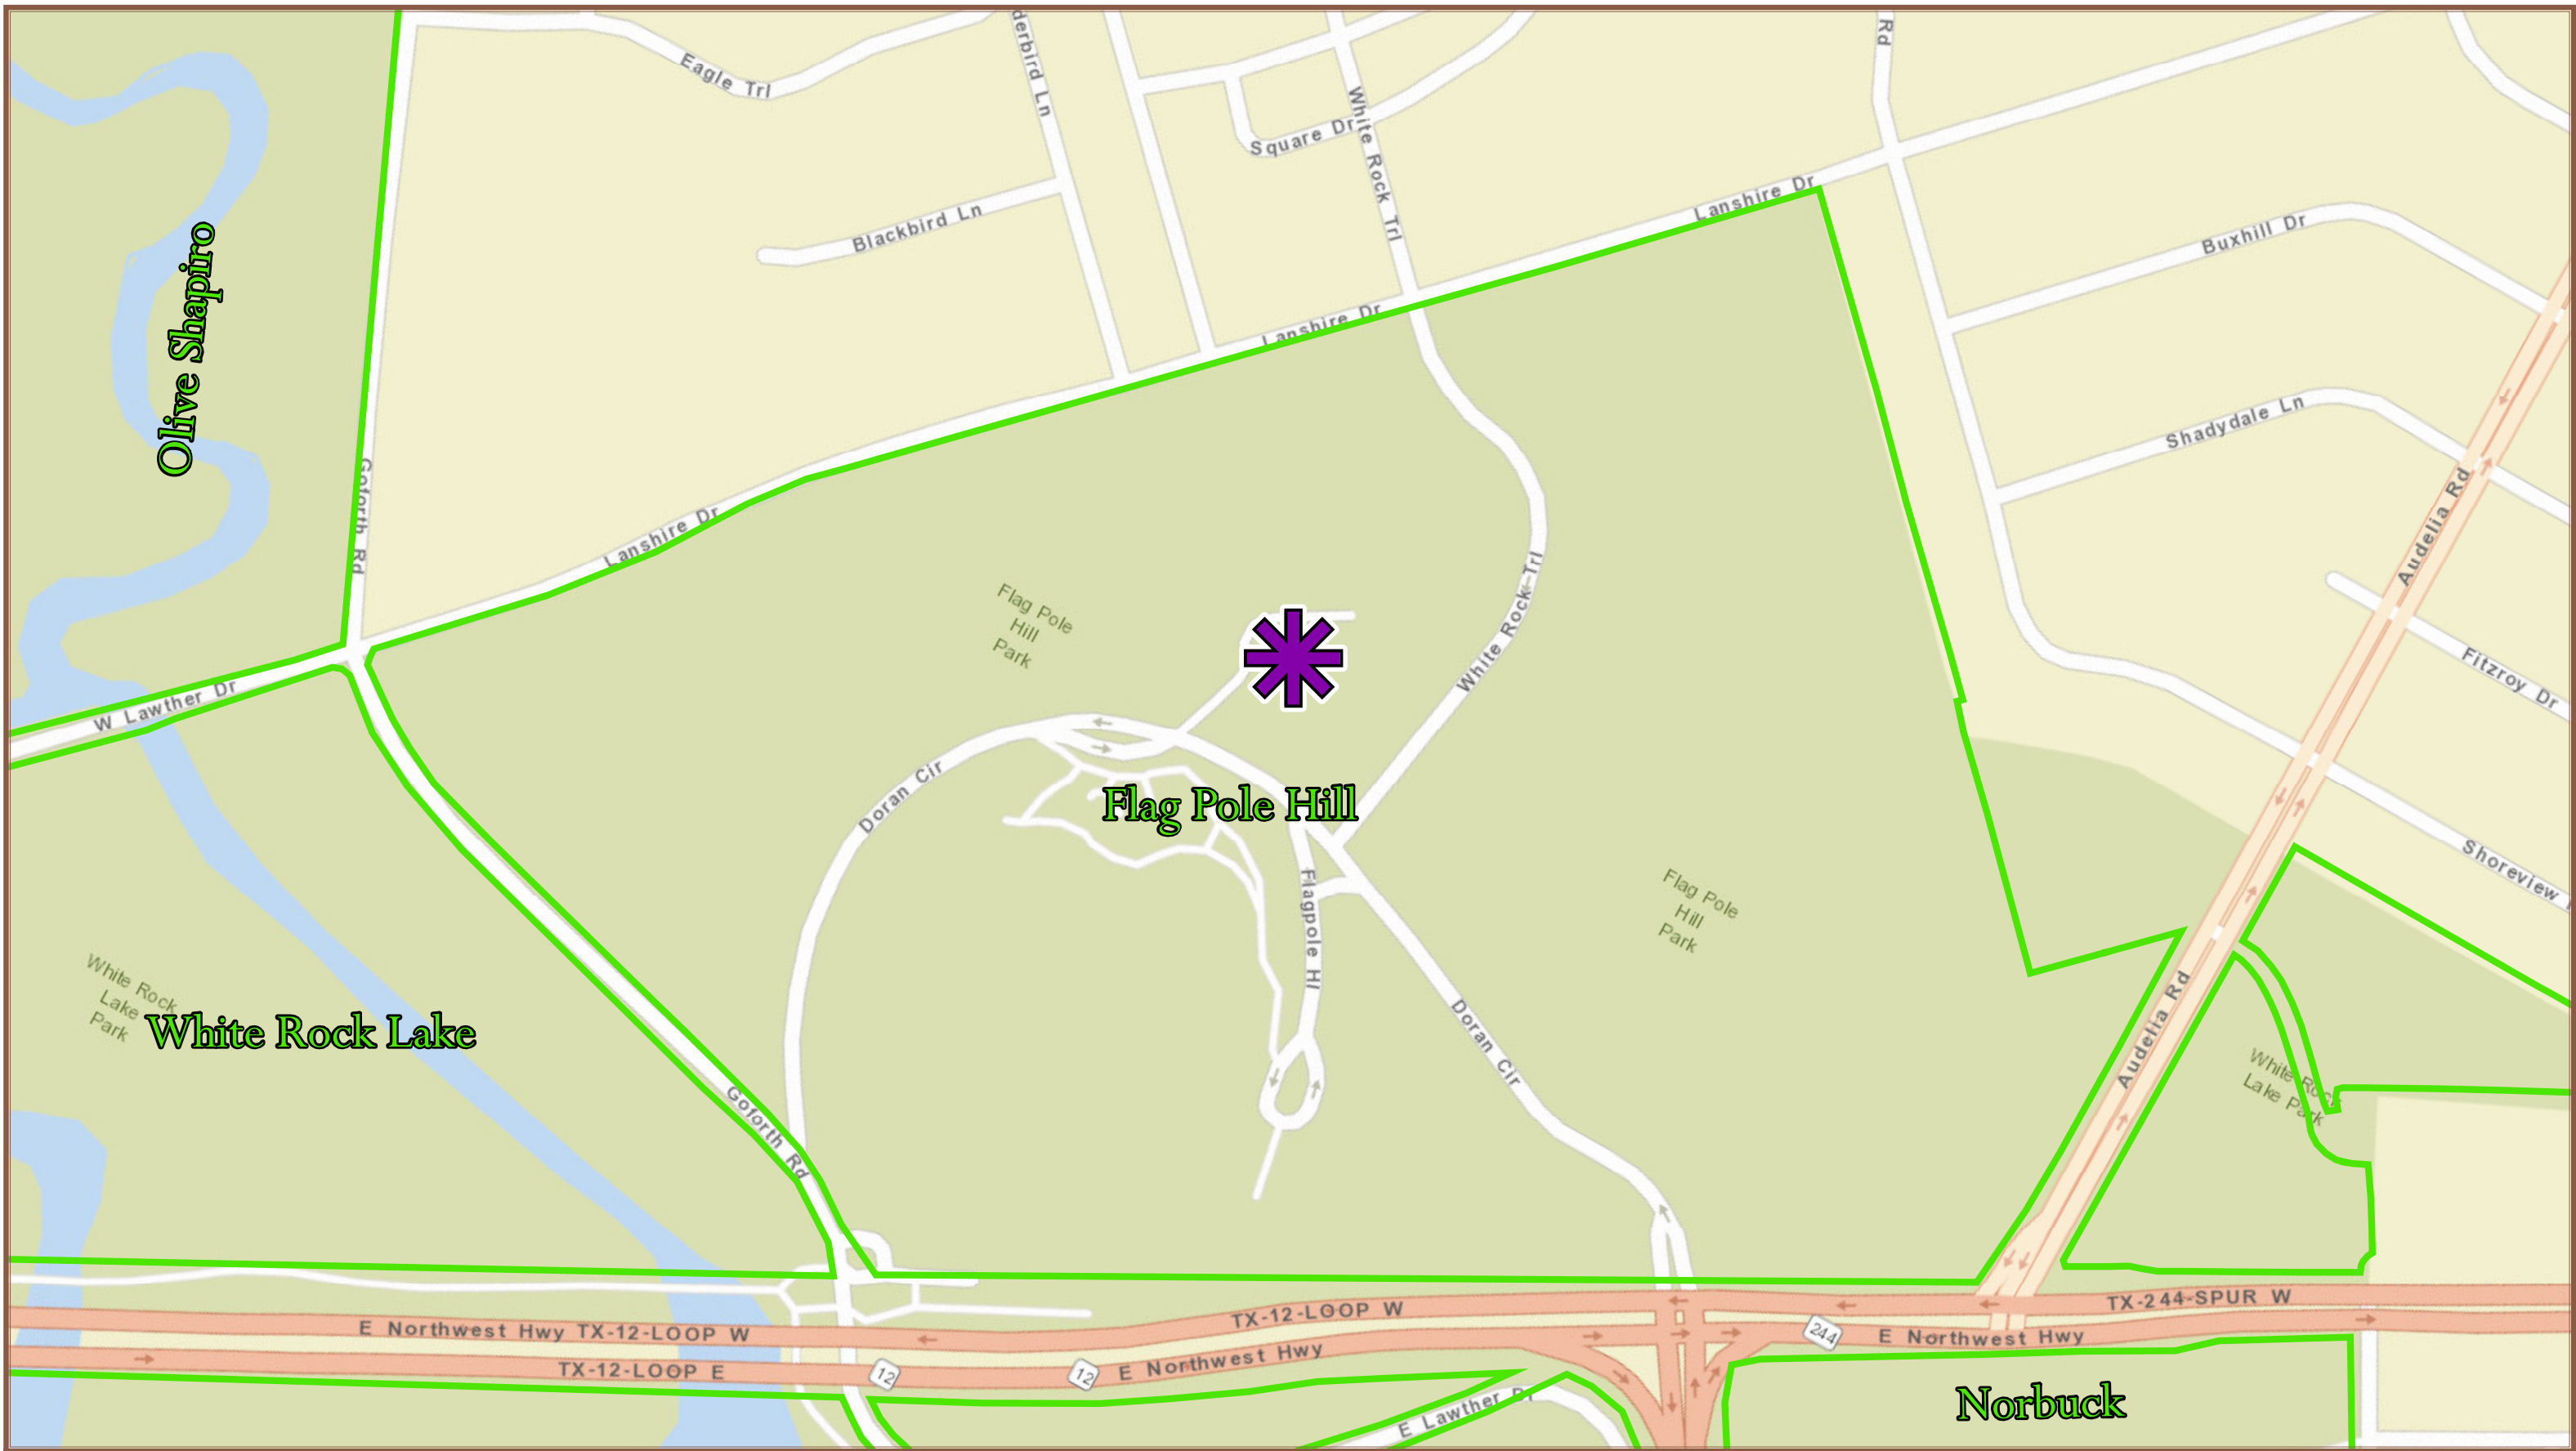 Eagle Trl
derbird Ln
White Rock Trl
Square Dr
Rd
Blackbird Ln
Lanshire Dr
Buxhill Dr
Olive Shapiro
Lanshire Dr
Shadydale Ln
Audelia Rd
Goforth Rd
Lanshire Dr
Flag Pole
Hill
Park
White Rock Trl
Fitzroy Dr
W Lawther Dr
Doran Cir
Flag Pole Hill
Shoreview
Flagpole Hl
Flag Pole
Hill
Park
White Rock
Lake
Park
White Rock Lake
Doran Cir
Audelia Rd
White Rock
Lake Park
Goforth Rd
E Northwest Hwy TX-12-LOOP W
TX-12-LOOP W
TX-244-SPUR W
244
E Northwest Hwy
TX-12-LOOP E
12
12
E Northwest Hwy
E Lawther Dr
Norbuck